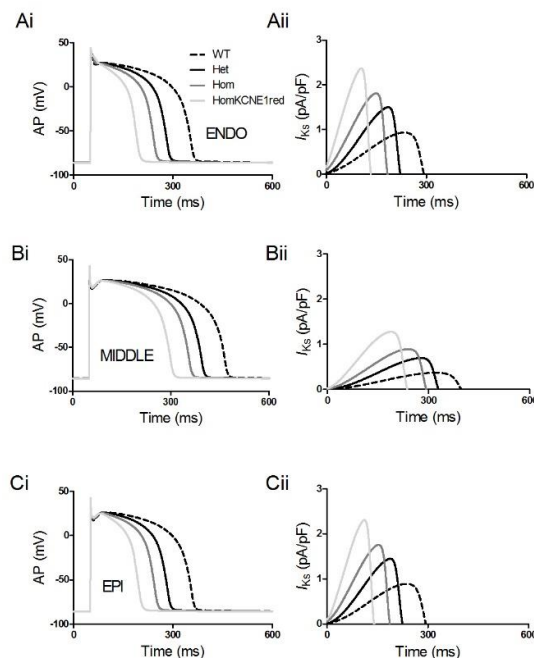 Ai
Aii
50
0
-50
-100
AP (mV)
WT
Het
Hom
HomKCNE1red
ENDO
0
300
600
Time (ms)
3
2
1
0
IKs (pA/pF)
0
300
600
Time (ms)
Bi
Bii
50
0
-50
-100
AP (mV)
MIDDLE
0
300
600
Time (ms)
3
2
1
0
IKs (pA/pF)
0
300
600
Time (ms)
Ci
Cii
50
0
-50
-100
AP (mV)
EPI
0
300
600
Time (ms)
3
2
1
0
IKs (pA/pF)
0
300
600
Time (ms)